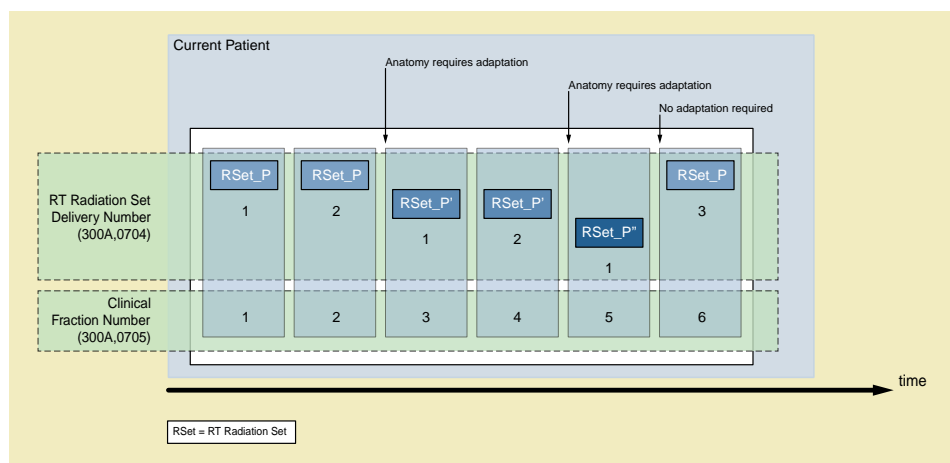 Current Patient
Anatomy requires adaptation
Anatomy requires adaptation
No adaptation required
RT Radiation Set
Delivery Number
(300A,0704)
RSet_P
RSet_P
RSet_P'
RSet_P'
RSet_P"
RSet_P
1
2
1
2
1
3
Clinical
Fraction Number
(300A,0705)
1
2
3
4
5
6
time
RSet = RT Radiation Set